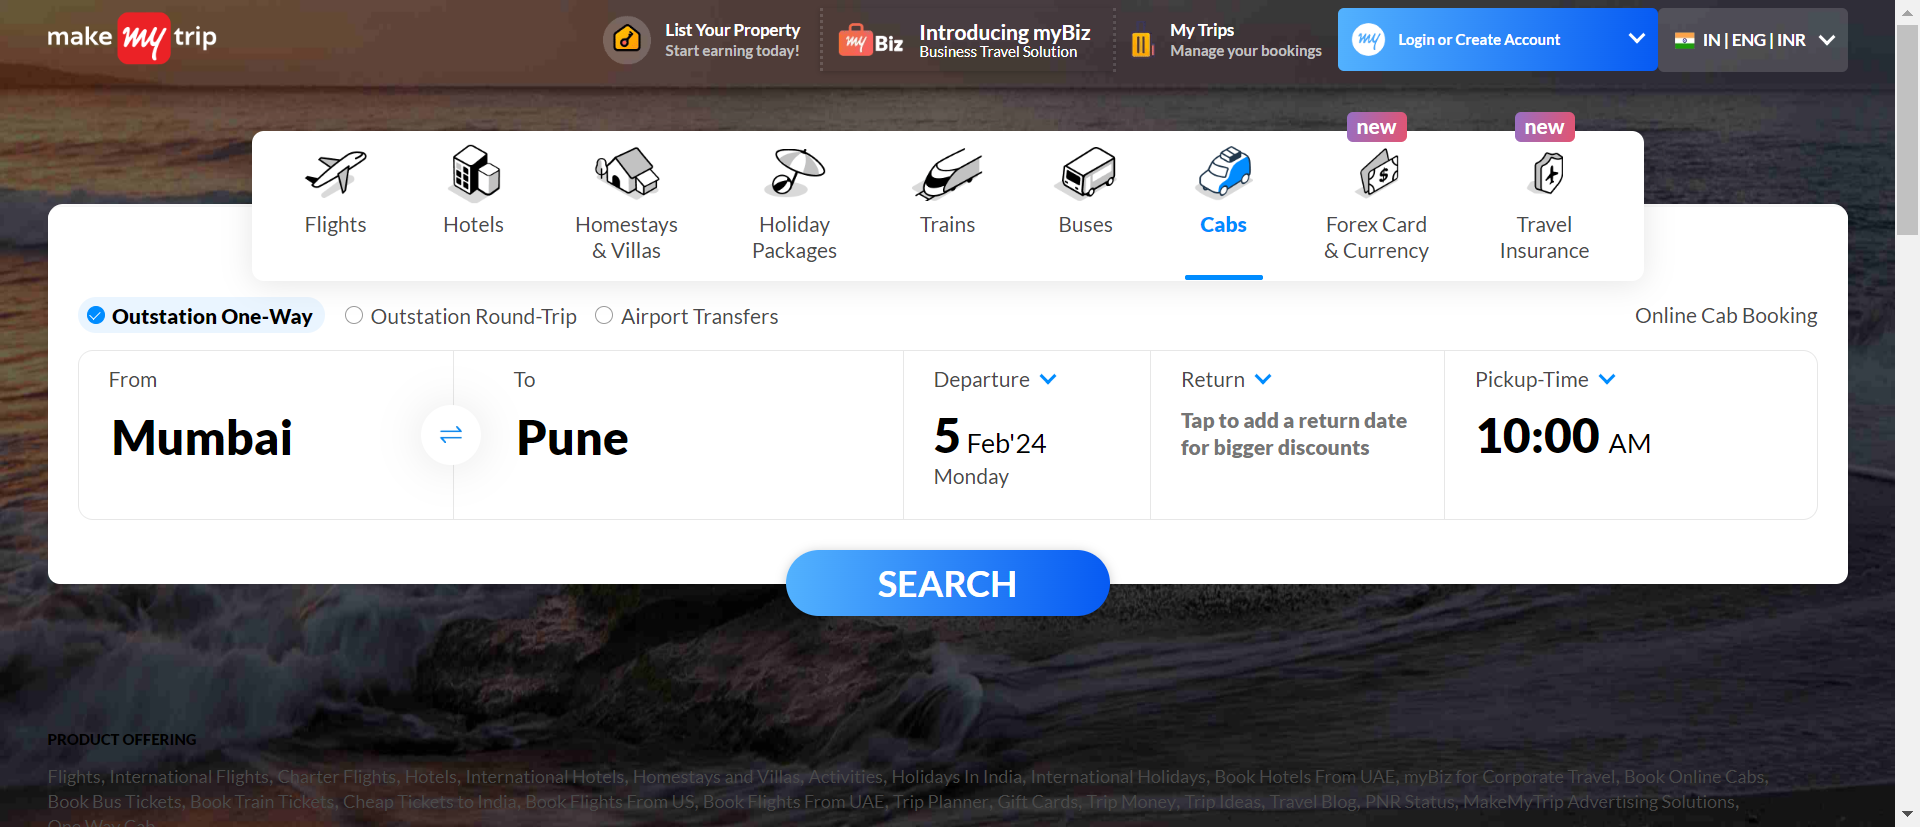 make my trip
List Your Property
Start earning today!
my Biz
Introducing myBiz
Business Travel Solution
My Trips
Manage your bookings
my Login or Create Account
IN | ENG | INR
new
new
Flights
Hotels
Homestays
& Villas
Holiday
Packages
Trains
Buses
Cabs
Forex Card
& Currency
Travel
Insurance
Outstation One-Way
Outstation Round-Trip
Airport Transfers
Online Cab Booking
From
Mumbai
To
Pune
Departure
5 Feb'24
Monday
Return
Tap to add a return date
for bigger discounts
Pickup-Time
10:00 AM
SEARCH
PRODUCT OFFERING
Flights, International Flights, Charter Flights, Hotels, International Hotels, Homestays and Villas, Activities, Holidays In India, International Holidays, Book Hotels From UAE, myBiz for Corporate Travel, Book Online Cabs,
Book Bus Tickets, Book Train Tickets, Cheap Tickets to India, Book Flights From US, Book Flights From UAE, Trip Planner, Gift Cards, Trip Money, Trip Ideas, Travel Blog, PNR Status, MakeMyTrip Advertising Solutions,
One Way Cab